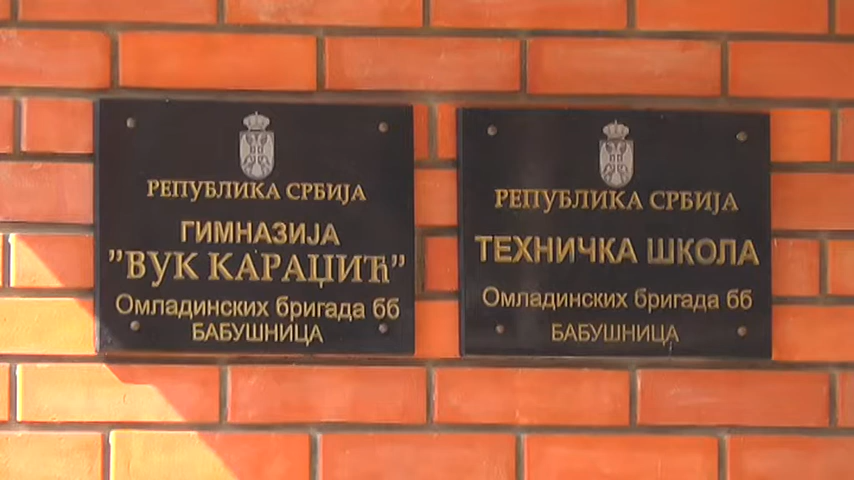 РЕПУБЛИКА СРБИЈА
ГИМНАЗИЈА
"ВУК КАРАЏИЋ"
Омладинских бригада бб
БАБУШНИЦА
РЕПУБЛИКА СРБИЈА
ТЕХНИЧКА ШКОЛА
Омладинских бригада бб
БАБУШНИЦА